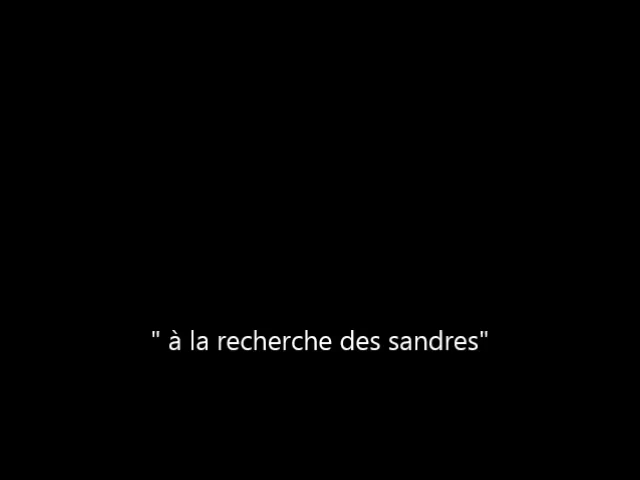 " à la recherche des sandres"